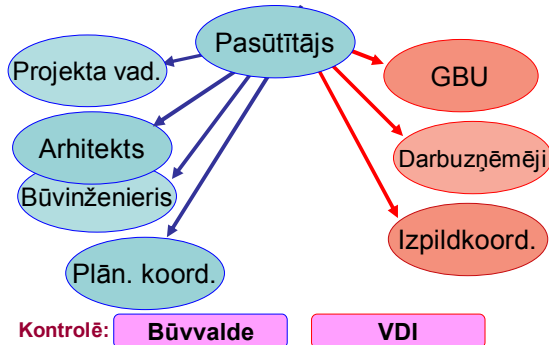 Pasūtītājs
Projekta vad.
GBU
Arhitekts
Darbuzņēmēji
Būvinženieris
Izpildkoord.
Plān. koord.
Kontrolē: Būvvalde VDI